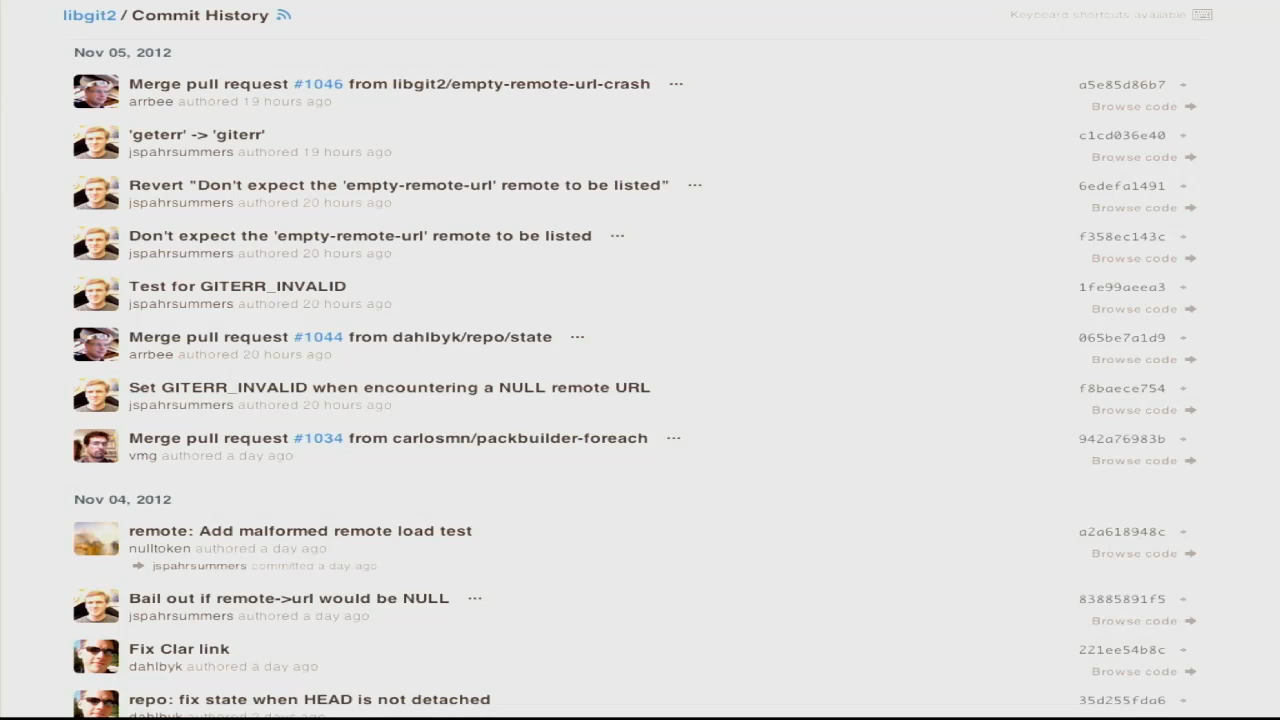 libgit2 / Commit History
Keyboard shortcuts available
Nov 05, 2012
Merge pull request #1046 from libgit2/empty-remote-url-crash ...
a5e85d86b7
arrbee authored 19 hours ago
Browse code
'geterr' -> 'giterr'
c1cd036e40
jspahrsummers authored 19 hours ago
Browse code
Revert "Don't expect the 'empty-remote-url' remote to be listed" ...
6edefa1491
jspahrsummers authored 20 hours ago
Browse code
Don't expect the 'empty-remote-url' remote to be listed ...
f358ec143c
jspahrsummers authored 20 hours ago
Browse code
Test for GITERR_INVALID
1fe99aeea3
jspahrsummers authored 20 hours ago
Browse code
Merge pull request #1044 from dahlbyk/repo/state ...
065be7a1d9
arrbee authored 20 hours ago
Browse code
Set GITERR_INVALID when encountering a NULL remote URL
f8baece754
jspahrsummers authored 20 hours ago
Browse code
Merge pull request #1034 from carlosmn/packbuilder-foreach ...
942a76983b
vmg authored a day ago
Browse code
Nov 04, 2012
remote: Add malformed remote load test
a2a618948c
nulltoken authored a day ago
Browse code
jspahrsummers committed a day ago
Bail out if remote->url would be NULL ...
83885891f5
jspahrsummers authored a day ago
Browse code
Fix Clar link
221ee54b8c
dahlbyk authored a day ago
Browse code
repo: fix state when HEAD is not detached
35d255fda6
dahlbyk authored 2 days ago